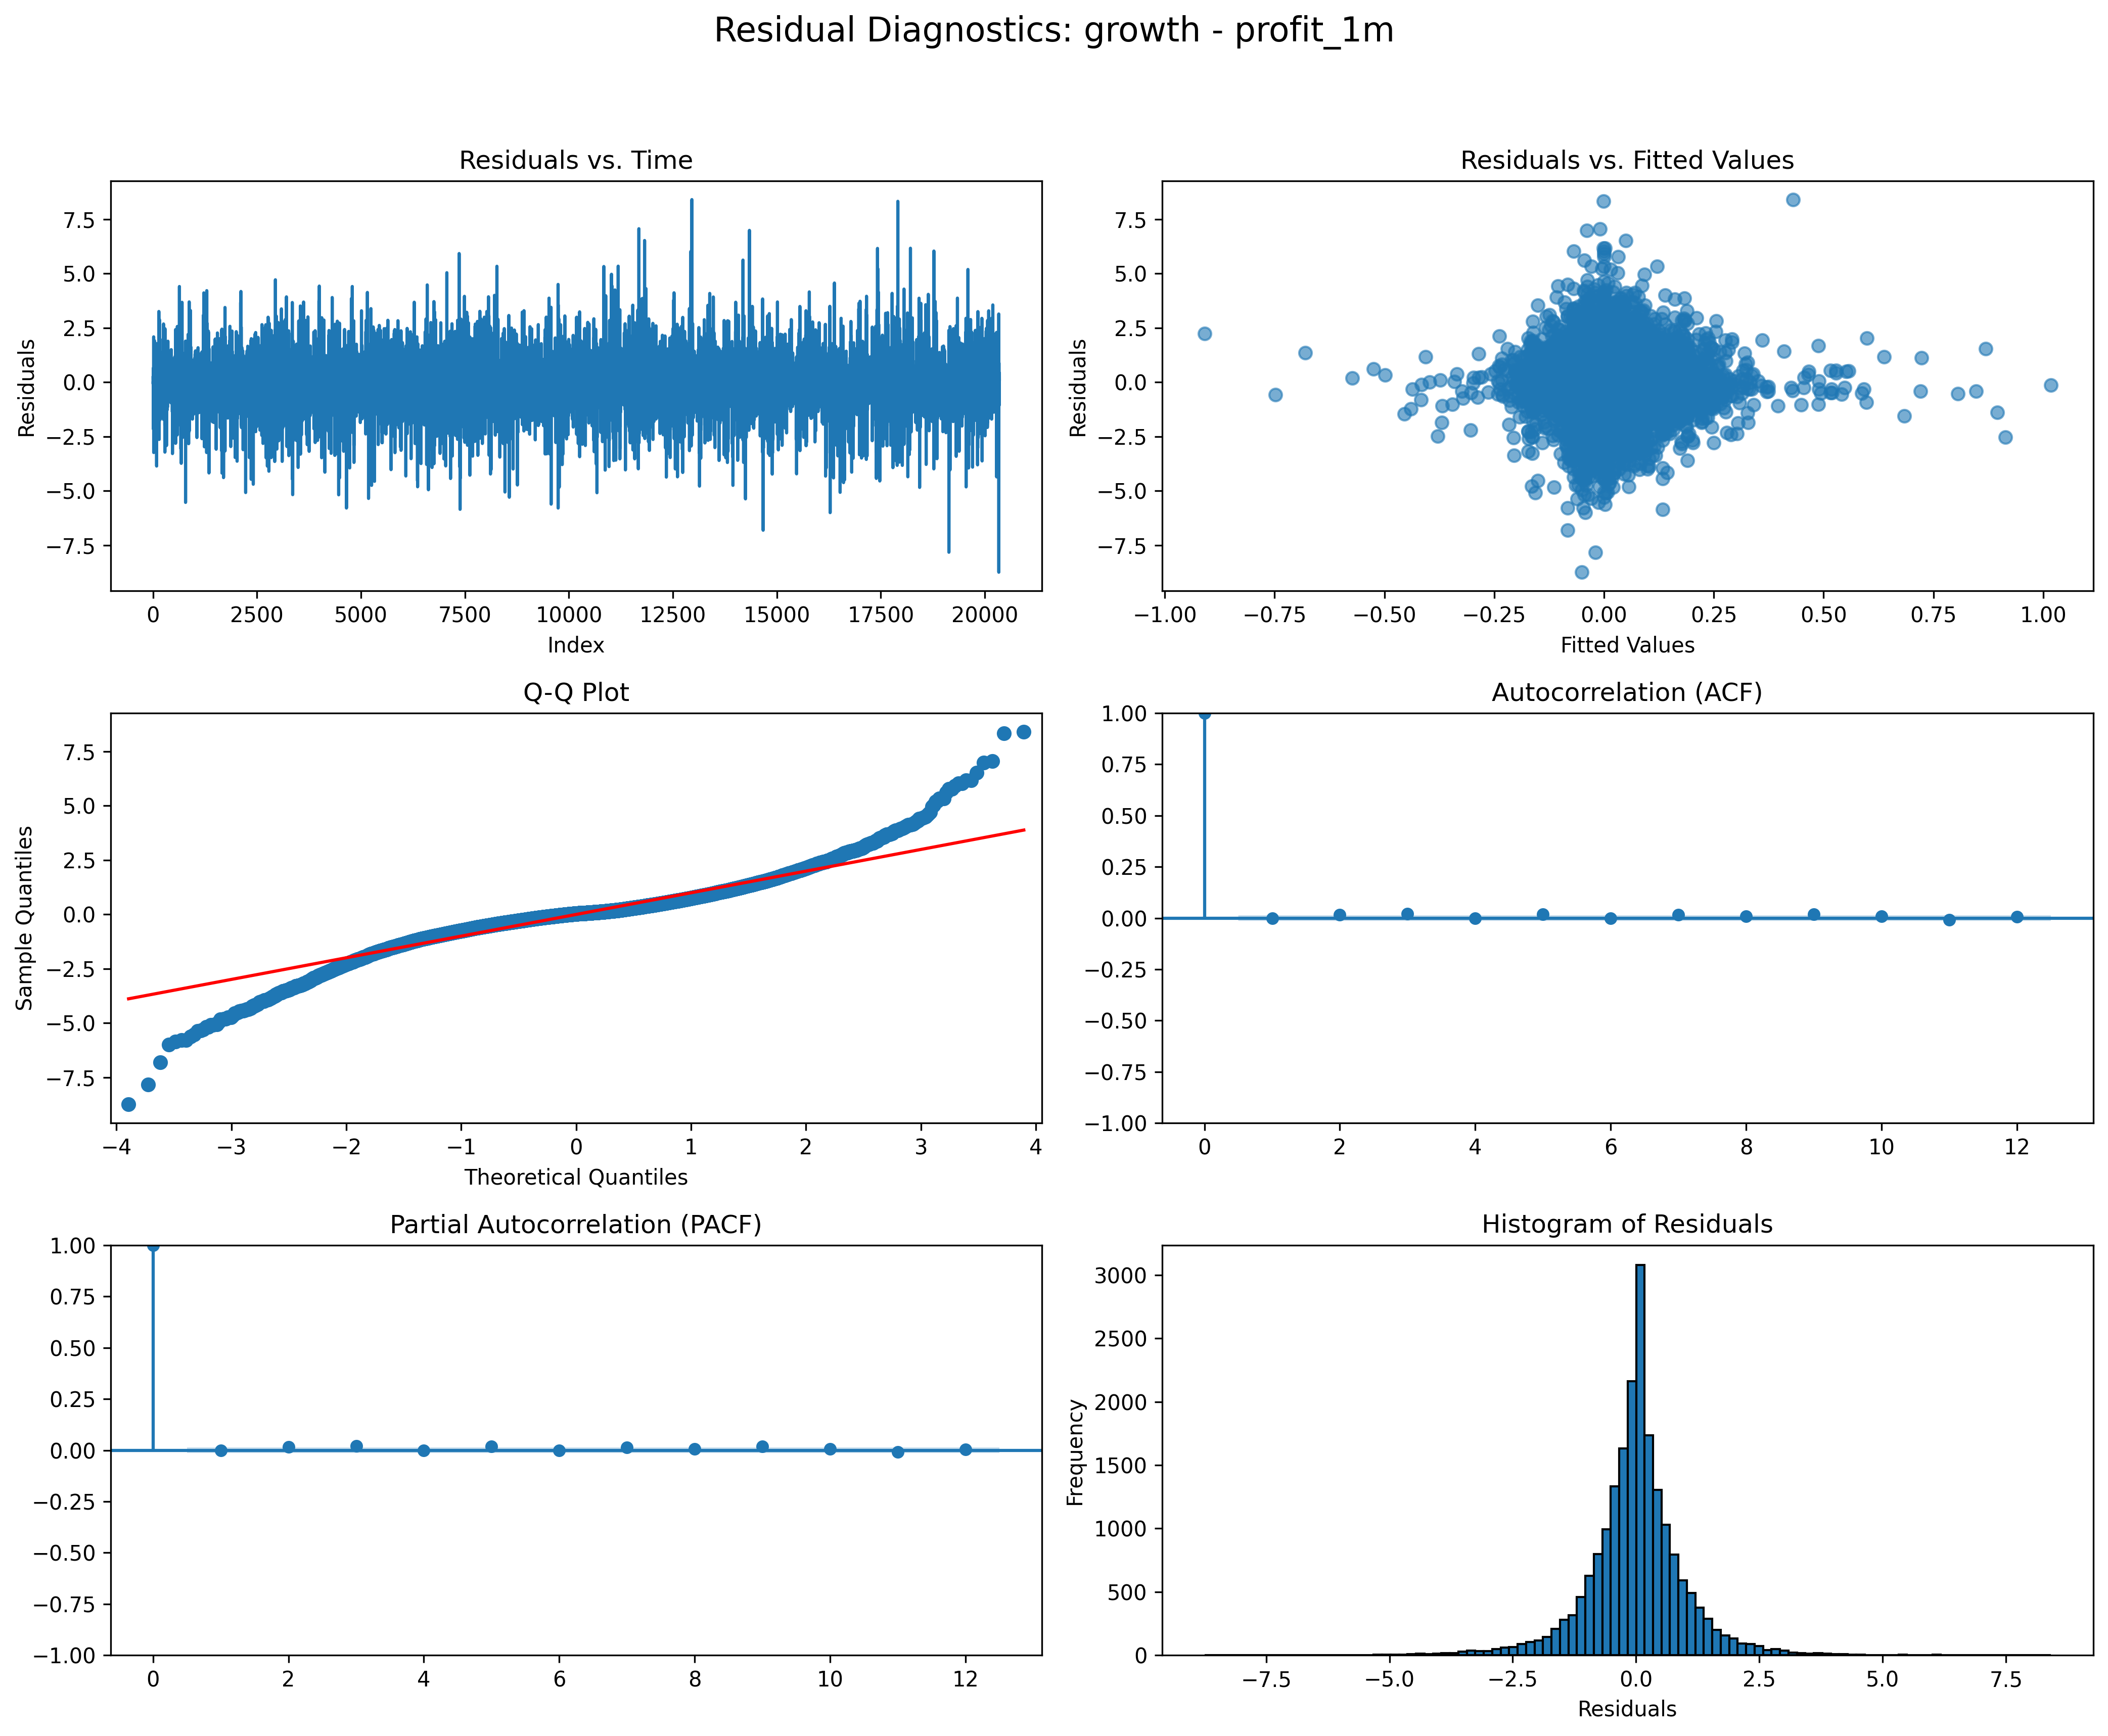 Residual Diagnostics: growth - profit_1m
Residuals vs. Time
7.5
5.0
2.5
0.0
−2.5
−5.0
−7.5
Residuals
0 2500 5000 7500 10000 12500 15000 17500 20000
Index
Residuals vs. Fitted Values
7.5
5.0
2.5
0.0
−2.5
−5.0
−7.5
Residuals
−1.00 −0.75 −0.50 −0.25 0.00 0.25 0.50 0.75 1.00
Fitted Values
Q-Q Plot
7.5
5.0
2.5
0.0
−2.5
−5.0
−7.5
Sample Quantiles
−4 −3 −2 −1 0 1 2 3 4
Theoretical Quantiles
Autocorrelation (ACF)
1.00
0.75
0.50
0.25
0.00
−0.25
−0.50
−0.75
−1.00
0 2 4 6 8 10 12
Partial Autocorrelation (PACF)
1.00
0.75
0.50
0.25
0.00
−0.25
−0.50
−0.75
−1.00
0 2 4 6 8 10 12
Histogram of Residuals
3000
2500
2000
1500
1000
500
0
Frequency
−7.5 −5.0 −2.5 0.0 2.5 5.0 7.5
Residuals